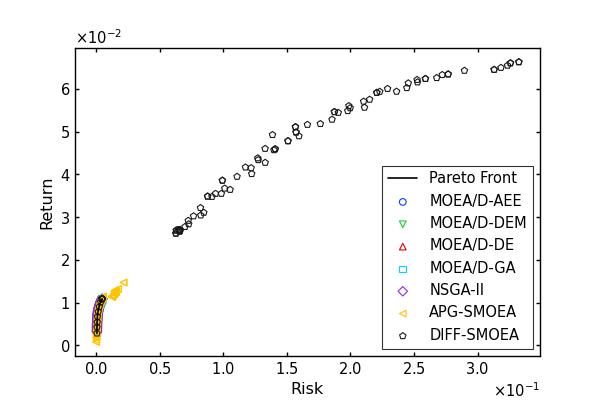 ×10⁻²
Return
6
5
4
3
2
1
0
0.0 0.5 1.0 1.5 2.0 2.5 3.0
Risk
×10⁻¹
Pareto Front
MOEA/D-AEE
MOEA/D-DEM
MOEA/D-DE
MOEA/D-GA
NSGA-II
APG-SMOEA
DIFF-SMOEA